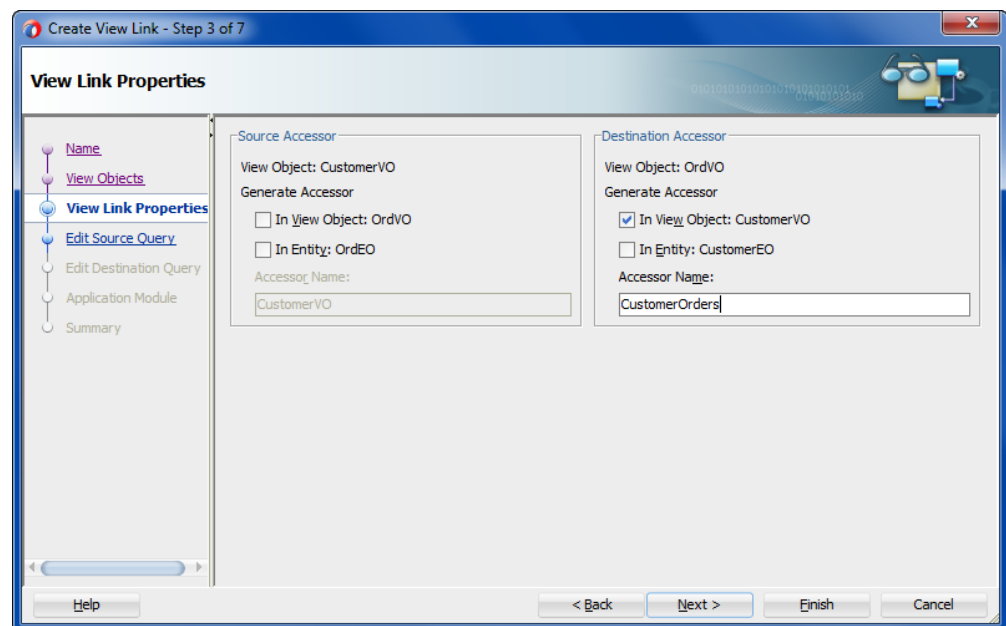 Create View Link - Step 3 of 7
View Link Properties
Name
View Objects
View Link Properties
Edit Source Query
Edit Destination Query
Application Module
Summary
Source Accessor
View Object: CustomerVO
Generate Accessor
In View Object: OrdVO
In Entity: OrdEO
Accessor Name:
CustomerVO
Destination Accessor
View Object: OrdVO
Generate Accessor
In View Object: CustomerVO
In Entity: CustomerEO
Accessor Name:
CustomerOrders
Help
< Back
Next >
Finish
Cancel